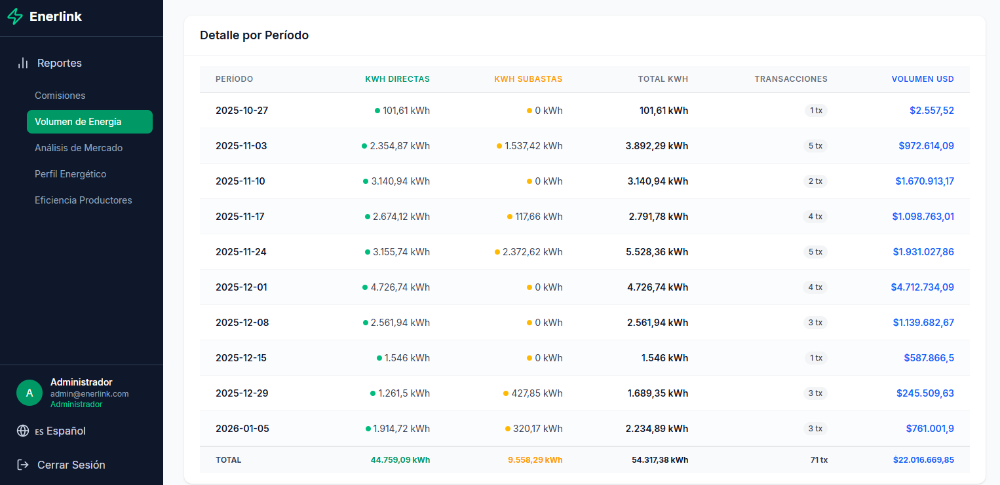 Enerlink
Reportes
Comisiones
Volumen de Energía
Análisis de Mercado
Perfil Energético
Eficiencia Productores
A
Administrador
admin@enerlink.com
Administrador
ES Español
Cerrar Sesión
Detalle por Período
PERÍODO KWH DIRECTAS KWH SUBASTAS TOTAL KWH TRANSACCIONES VOLUMEN USD
2025-10-27 101,61 kWh 0 kWh 101,61 kWh 1 tx $2.557,52
2025-11-03 2.354,87 kWh 1.537,42 kWh 3.892,29 kWh 5 tx $972.614,09
2025-11-10 3.140,94 kWh 0 kWh 3.140,94 kWh 2 tx $1.670.913,17
2025-11-17 2.674,12 kWh 117,66 kWh 2.791,78 kWh 4 tx $1.098.763,01
2025-11-24 3.155,74 kWh 2.372,62 kWh 5.528,36 kWh 5 tx $1.931.027,86
2025-12-01 4.726,74 kWh 0 kWh 4.726,74 kWh 4 tx $4.712.734,09
2025-12-08 2.561,94 kWh 0 kWh 2.561,94 kWh 3 tx $1.139.682,67
2025-12-15 1.546 kWh 0 kWh 1.546 kWh 1 tx $587.866,5
2025-12-29 1.261,5 kWh 427,85 kWh 1.689,35 kWh 3 tx $245.509,63
2026-01-05 1.914,72 kWh 320,17 kWh 2.234,89 kWh 3 tx $761.001,9
TOTAL 44.759,09 kWh 9.558,29 kWh 54.317,38 kWh 71 tx $22.016.669,85